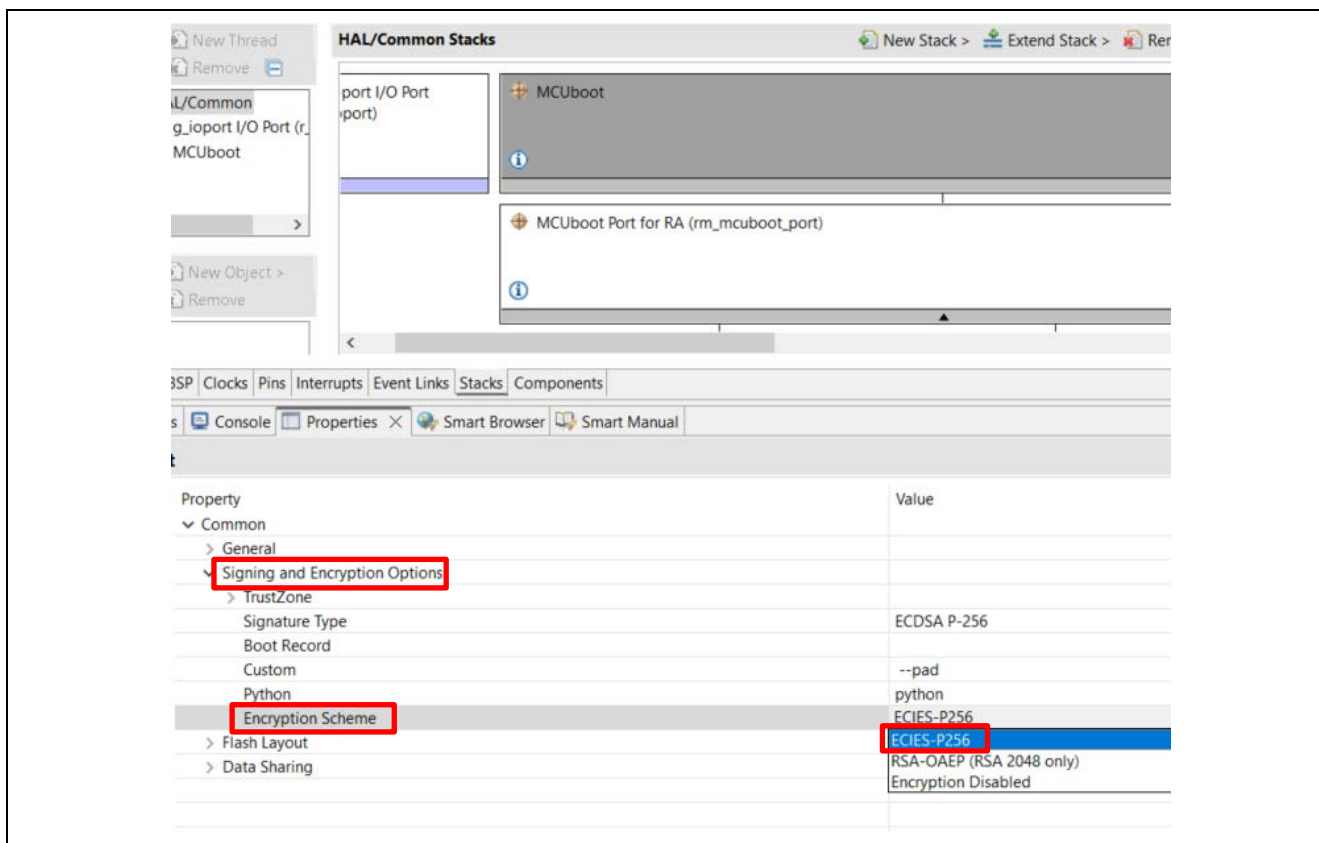 New Thread
Remove
HAL/Common Stacks
New Stack > Extend Stack > Rer
AL/Common
g_ioport I/O Port (r_
MCUboot
port I/O Port
port)
MCUboot
MCUboot Port for RA (rm_mcuboot_port)
New Object >
Remove
BSP Clocks Pins Interrupts Event Links Stacks Components
s Console Properties Smart Browser Smart Manual
t
Property Value
Common
General
Signing and Encryption Options
TrustZone
Signature Type ECDSA P-256
Boot Record
Custom --pad
Python python
Encryption Scheme ECIES-P256
Flash Layout
Data Sharing
ECIES-P256
RSA-OAEP (RSA 2048 only)
Encryption Disabled